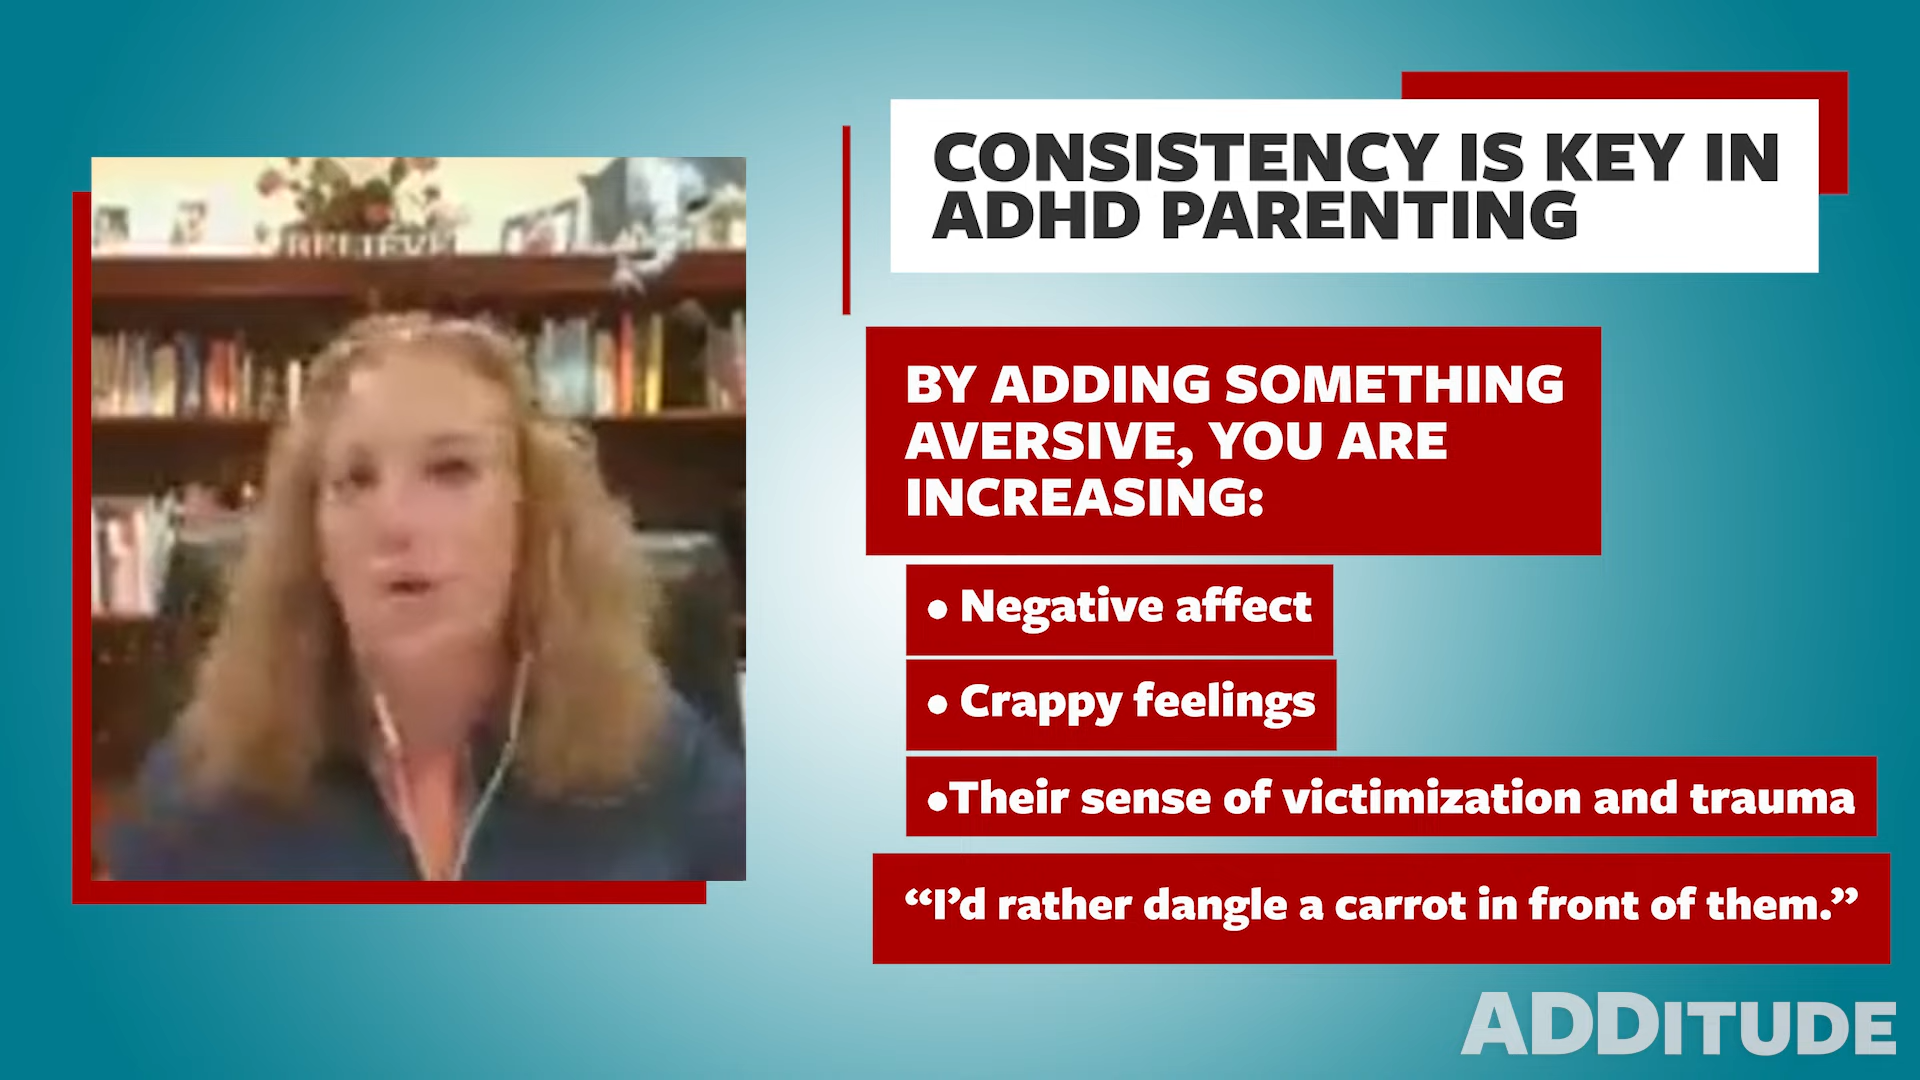 BELIEVE
CONSISTENCY IS KEY IN
ADHD PARENTING
BY ADDING SOMETHING
AVERSIVE, YOU ARE
INCREASING:
• Negative affect
• Crappy feelings
•Their sense of victimization and trauma
“I’d rather dangle a carrot in front of them.”
ADDITUDE